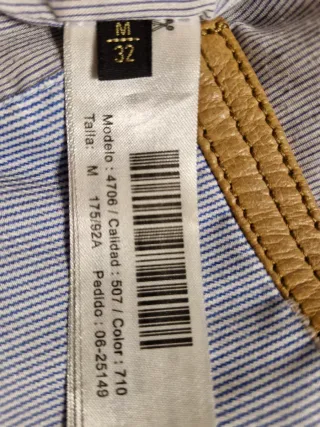 M
32
Modelo : 4706 / Calidad : 507 / Color : 710
Talla: M 175/92A Pedido : 06-25149